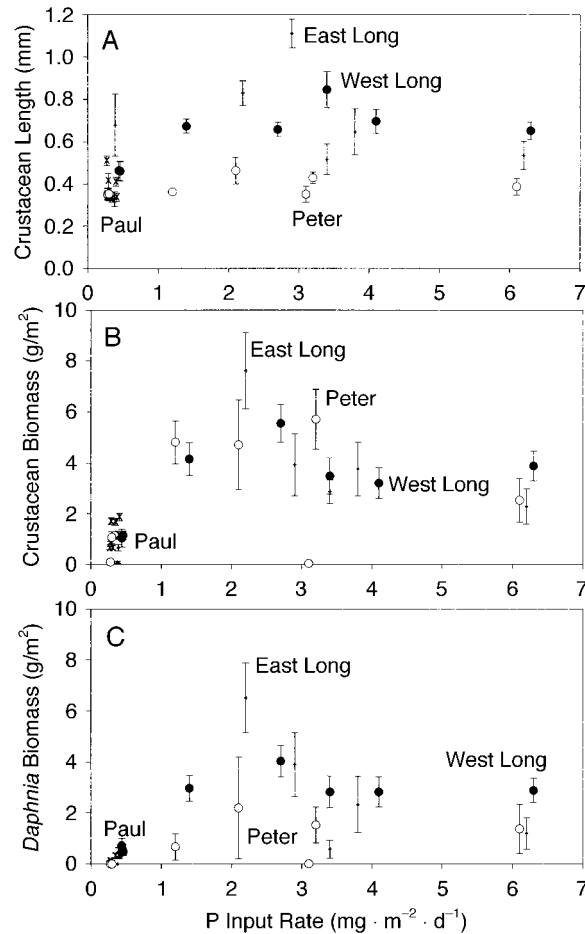 A
Crustacean Length (mm)
1.2
1.0
0.8
0.6
0.4
0.2
0.0
East Long
West Long
Paul
Peter
0 1 2 3 4 5 6 7
B
Crustacean Biomass (g/m²)
10
8
6
4
2
0
East Long
Peter
West Long
Paul
0 1 2 3 4 5 6 7
C
Daphnia Biomass (g/m²)
10
8
6
4
2
0
East Long
West Long
Paul
Peter
0 1 2 3 4 5 6 7
P Input Rate (mg · m⁻² · d⁻¹)